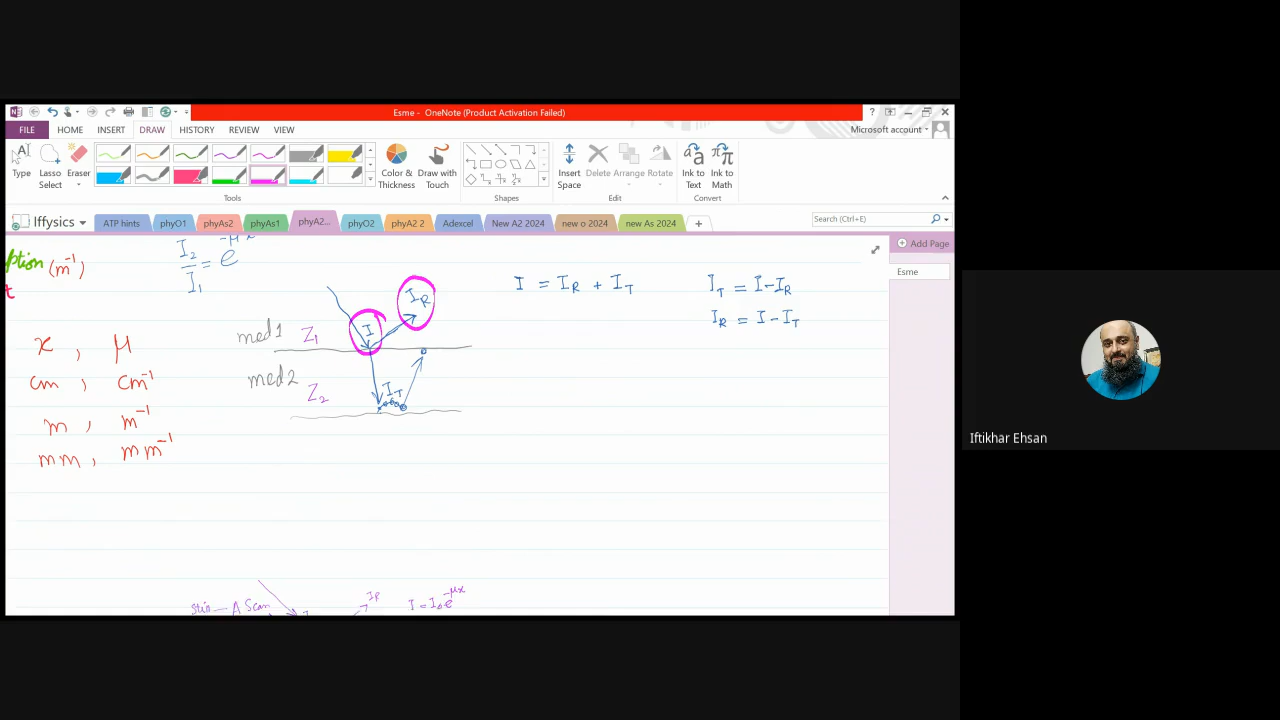 Esme - OneNote (Product Activation Failed)
FILE HOME INSERT DRAW HISTORY REVIEW VIEW
Microsoft account
Type Lasso Select Eraser
Color & Thickness
Draw with Touch
Insert Space Delete Arrange Rotate
Ink to Text Ink to Math
Tools Shapes Edit Convert
Iffysics ATP hints phyO1 phyAs2 phyAs1 phyA2... phyO2 phyA2 2 Adexcel New A2 2024 new o 2024 new As 2024
Search (Ctrl+E)
Add Page
Esme
ption (m⁻¹)
t
I₂/I₁ = e^-μx
I = I_R + I_T
I_T = I - I_R
I_R = I - I_T
I_R
I
med1 Z₁
med2 Z₂
I_T
x , μ
cm , cm⁻¹
m , m⁻¹
mm , mm⁻¹
A Scan
I_R
I = I₀e^-μx
Iftikhar Ehsan